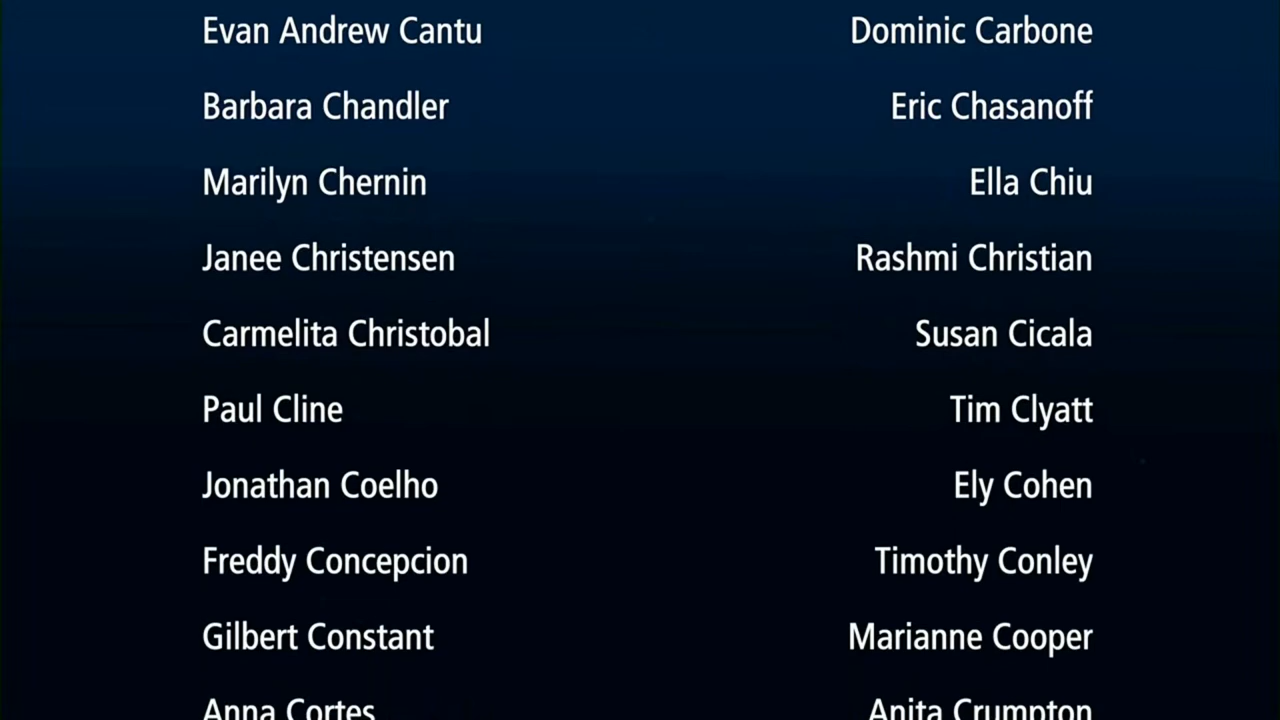 Evan Andrew Cantu Dominic Carbone
Barbara Chandler Eric Chasanoff
Marilyn Chernin Ella Chiu
Janee Christensen Rashmi Christian
Carmelita Christobal Susan Cicala
Paul Cline Tim Clyatt
Jonathan Coelho Ely Cohen
Freddy Concepcion Timothy Conley
Gilbert Constant Marianne Cooper
Anna Cortes Anita Crumpton